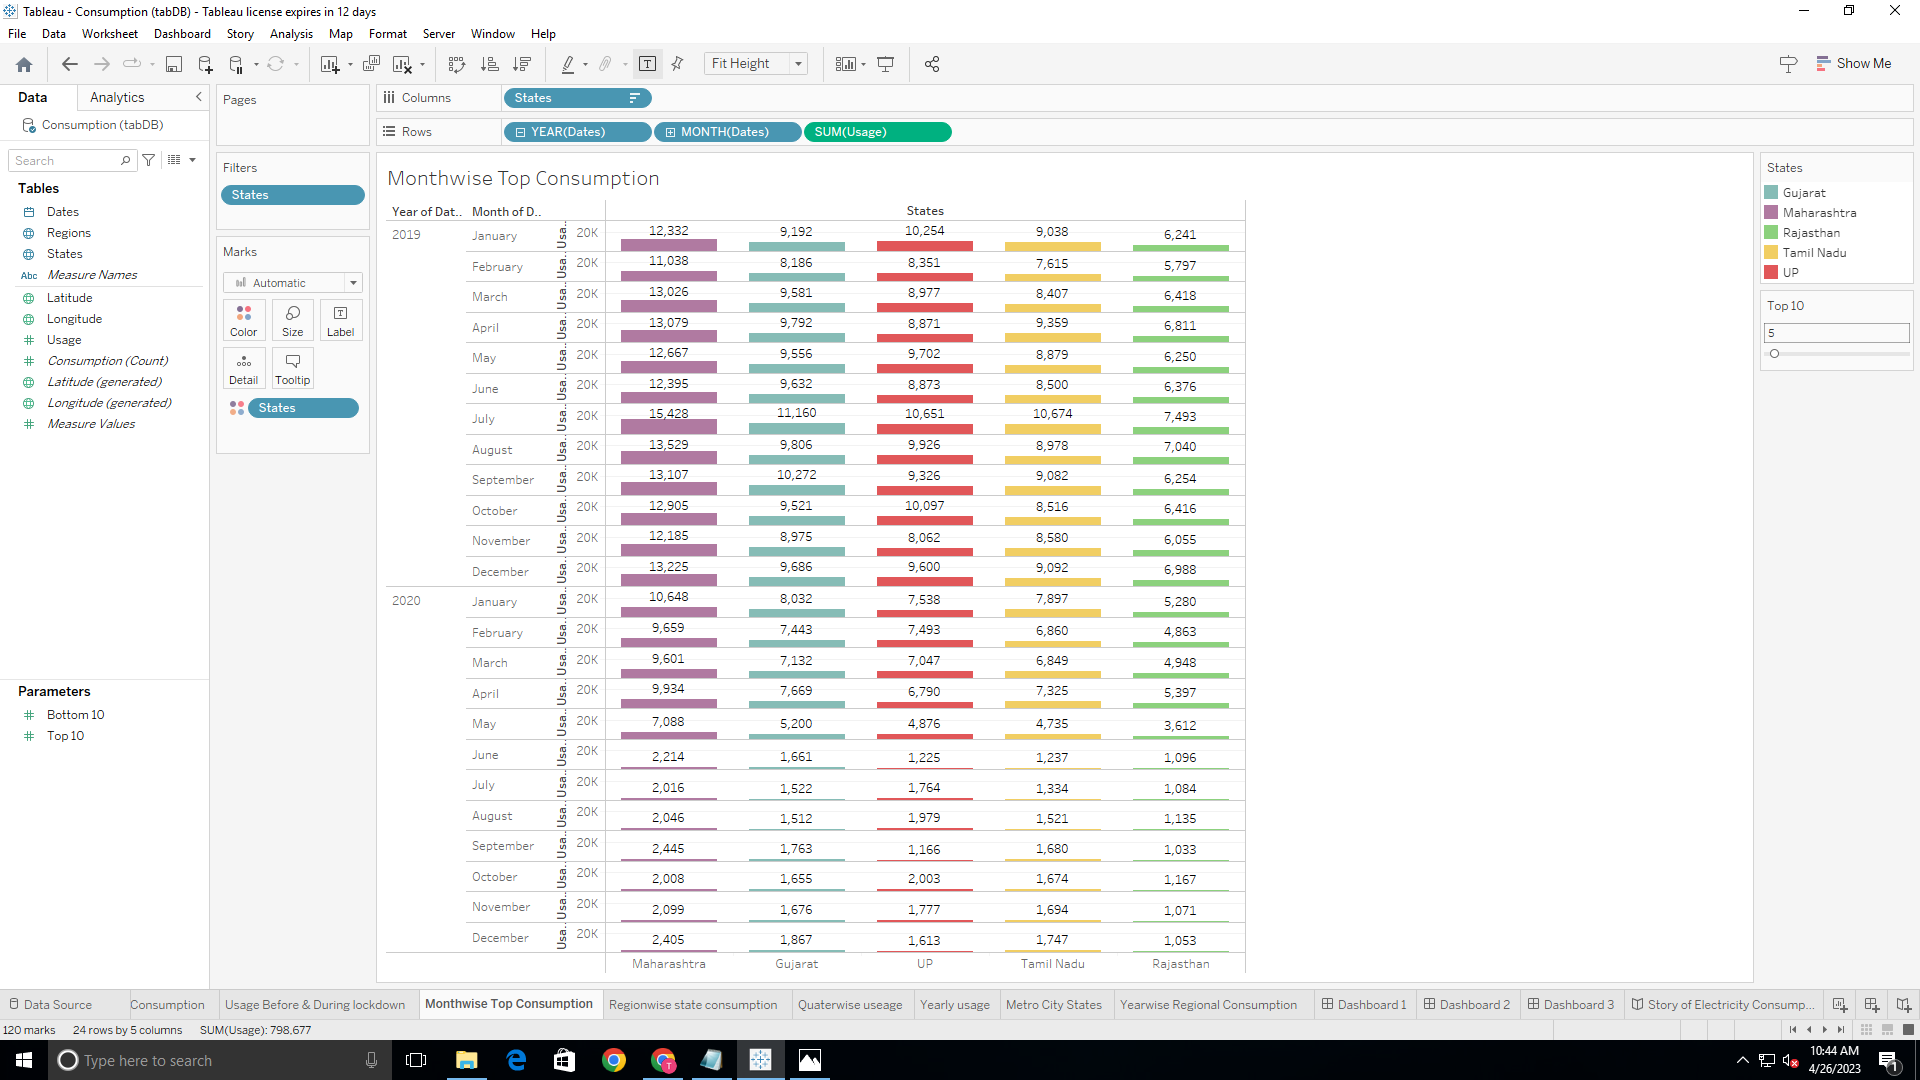 Tableau - Consumption (tabDB) - Tableau license expires in 12 days
File Data Worksheet Dashboard Story Analysis Map Format Server Window Help
Fit Height
Show Me
Data Analytics
Consumption (tabDB)
Search
Tables
Dates
Regions
States
Abc Measure Names
Latitude
Longitude
Usage
Consumption (Count)
Latitude (generated)
Longitude (generated)
Measure Values
Parameters
Bottom 10
Top 10
Pages
Filters
States
Marks
Automatic
Color Size Label
Detail Tooltip
States
Columns States
Rows YEAR(Dates) MONTH(Dates) SUM(Usage)
Monthwise Top Consumption
Year of Dat.. Month of D.. States
2019 January Usa.. 20K 12,332 9,192 10,254 9,038 6,241
February Usa.. 20K 11,038 8,186 8,351 7,615 5,797
March Usa.. 20K 13,026 9,581 8,977 8,407 6,418
April Usa.. 20K 13,079 9,792 8,871 9,359 6,811
May Usa.. 20K 12,667 9,556 9,702 8,879 6,250
June Usa.. 20K 12,395 9,632 8,873 8,500 6,376
July Usa.. 20K 15,428 11,160 10,651 10,674 7,493
August Usa.. 20K 13,529 9,806 9,926 8,978 7,040
September Usa.. 20K 13,107 10,272 9,326 9,082 6,254
October Usa.. 20K 12,905 9,521 10,097 8,516 6,416
November Usa.. 20K 12,185 8,975 8,062 8,580 6,055
December Usa.. 20K 13,225 9,686 9,600 9,092 6,988
2020 January Usa.. 20K 10,648 8,032 7,538 7,897 5,280
February Usa.. 20K 9,659 7,443 7,493 6,860 4,863
March Usa.. 20K 9,601 7,132 7,047 6,849 4,948
April Usa.. 20K 9,934 7,669 6,790 7,325 5,397
May Usa.. 20K 7,088 5,200 4,876 4,735 3,612
June Usa.. 20K 2,214 1,661 1,225 1,237 1,096
July Usa.. 20K 2,016 1,522 1,764 1,334 1,084
August Usa.. 20K 2,046 1,512 1,979 1,521 1,135
September Usa.. 20K 2,445 1,763 1,166 1,680 1,033
October Usa.. 20K 2,008 1,655 2,003 1,674 1,167
November Usa.. 20K 2,099 1,676 1,777 1,694 1,071
December Usa.. 20K 2,405 1,867 1,613 1,747 1,053
Maharashtra Gujarat UP Tamil Nadu Rajasthan
States
Gujarat
Maharashtra
Rajasthan
Tamil Nadu
UP
Top 10
5
Data Source Consumption Usage Before & During lockdown Monthwise Top Consumption Regionwise state consumption Quaterwise useage Yearly usage Metro City States Yearwise Regional Consumption Dashboard 1 Dashboard 2 Dashboard 3 Story of Electricity Consump...
120 marks 24 rows by 5 columns SUM(Usage): 798,677
Type here to search
10:44 AM
4/26/2023
1